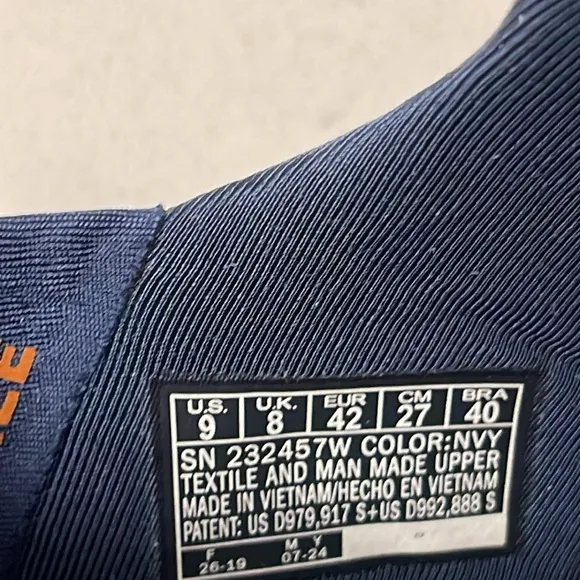 U.S. U.K. EUR CM BRA
9 8 42 27 40
SN 232457W COLOR:NVY
TEXTILE AND MAN MADE UPPER
MADE IN VIETNAM/HECHO EN VIETNAM
PATENT: US D979,917 S+US D992,888 S
F M Y
26-19 07-24